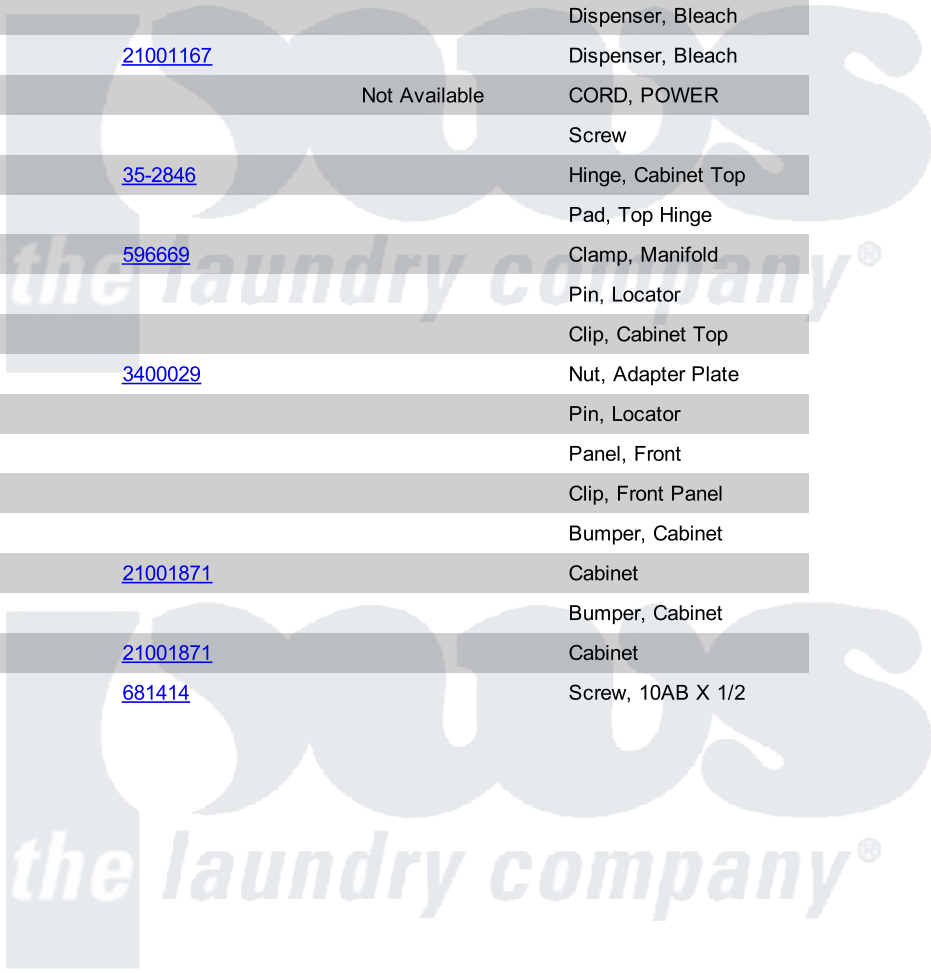 Dispenser, Bleach
21001167 Dispenser, Bleach
Not Available CORD, POWER
Screw
35-2846 Hinge, Cabinet Top
Pad, Top Hinge
596669 Clamp, Manifold
Pin, Locator
Clip, Cabinet Top
3400029 Nut, Adapter Plate
Pin, Locator
Panel, Front
Clip, Front Panel
Bumper, Cabinet
21001871 Cabinet
Bumper, Cabinet
21001871 Cabinet
681414 Screw, 10AB X 1/2
pws
the laundry company®
pws
the laundry company®